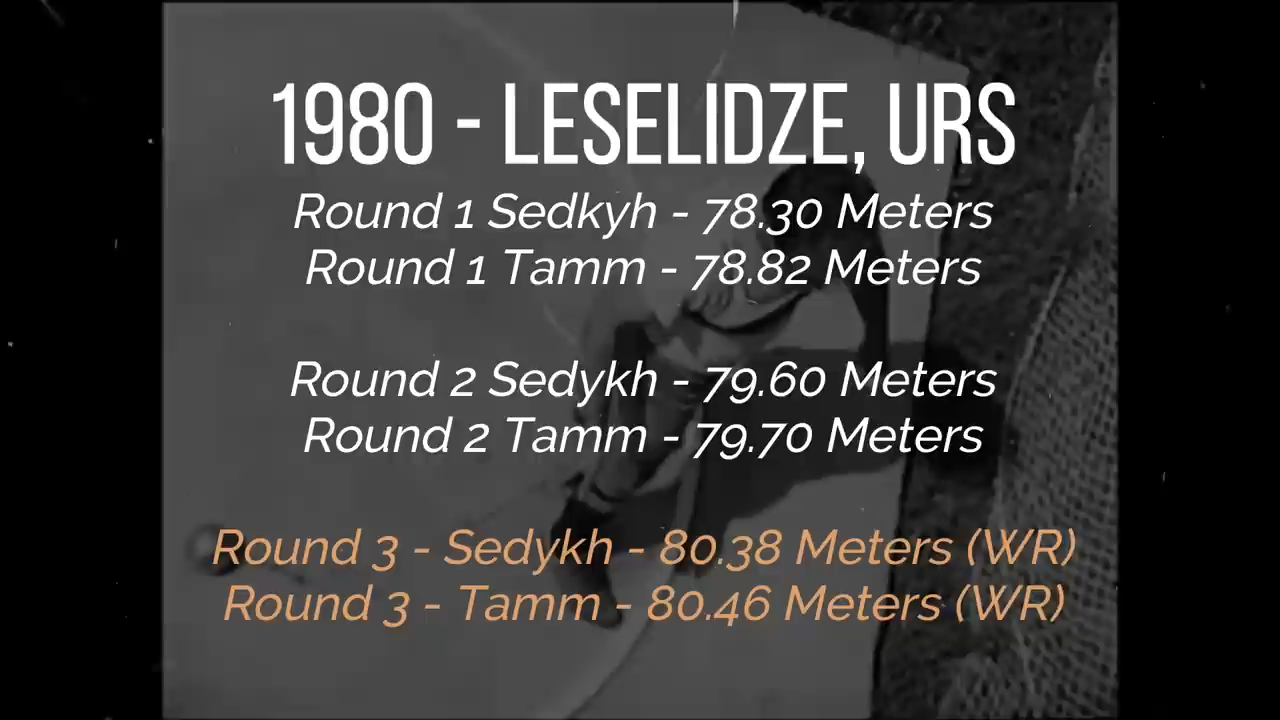 1980 - LESELIDZE, URS
Round 1 Sedkyh - 78.30 Meters
Round 1 Tamm - 78.82 Meters
Round 2 Sedykh - 79.60 Meters
Round 2 Tamm - 79.70 Meters
Round 3 - Sedykh - 80.38 Meters (WR)
Round 3 - Tamm - 80.46 Meters (WR)